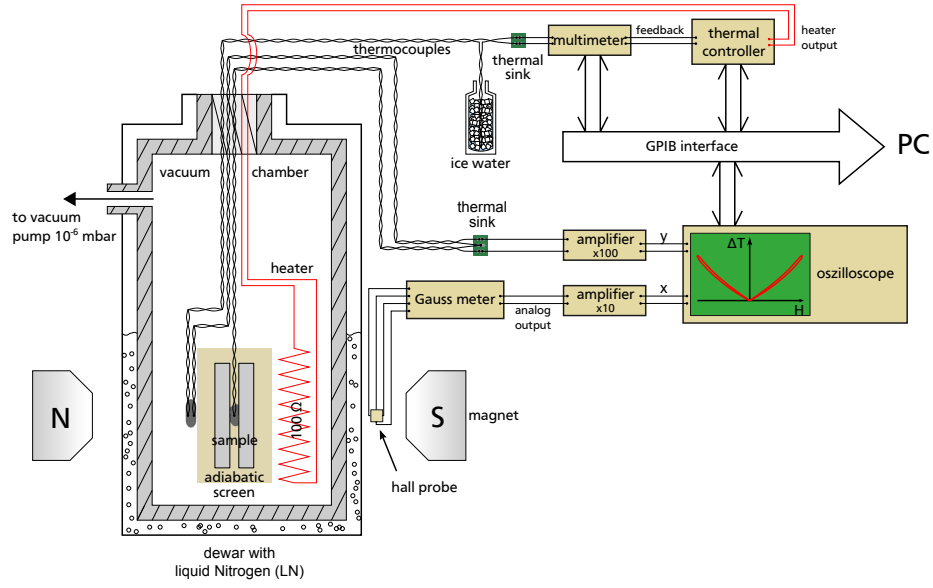 thermocouples
thermal
sink
multimeter
feedback
thermal
controller
heater
output
ice water
GPIB interface
PC
vacuum
chamber
to vacuum
pump 10⁻⁶ mbar
thermal
sink
amplifier
x100
y
ΔT
H
oszilloscope
heater
Gauss meter
analog
output
amplifier
x10
x
N
100 Ω
sample
adiabatic
screen
S
magnet
hall probe
dewar with
liquid Nitrogen (LN)